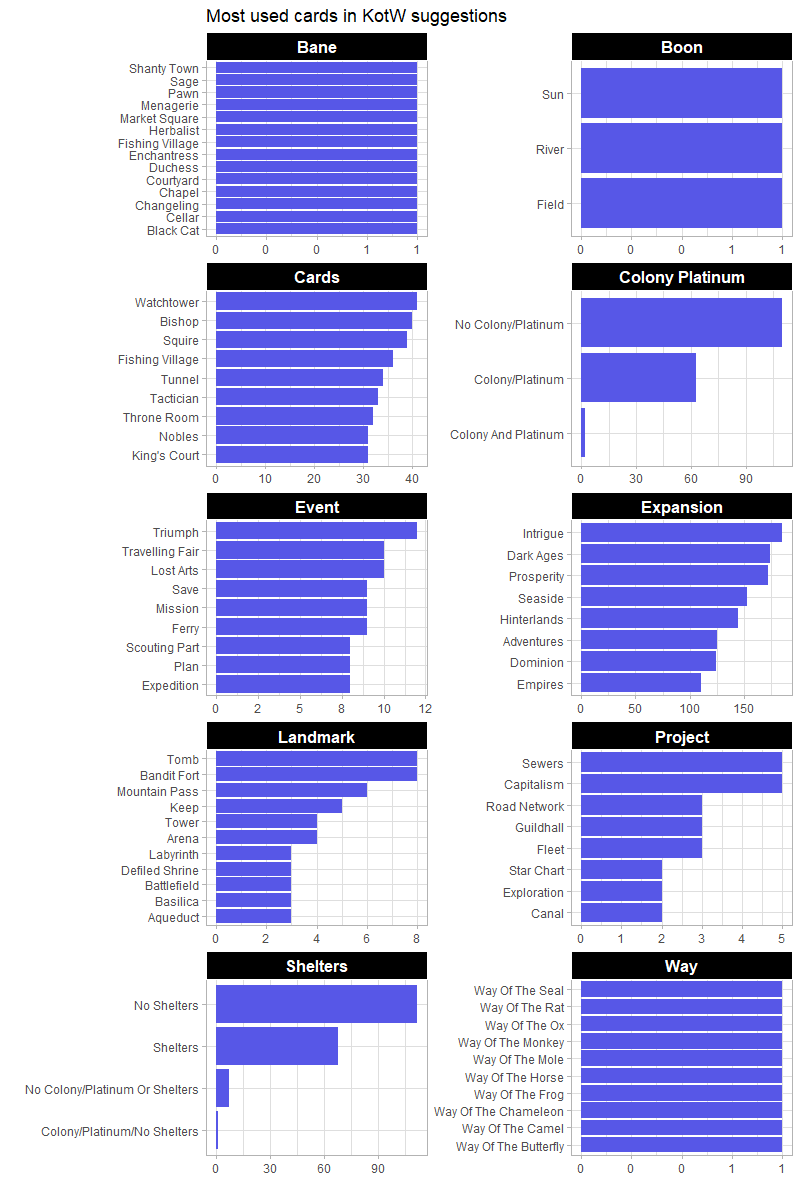 Most used cards in KotW suggestions
Bane
Shanty Town
Sage
Pawn
Menagerie
Market Square
Herbalist
Fishing Village
Enchantress
Duchess
Courtyard
Chapel
Changeling
Cellar
Black Cat
0 0 0 1 1
Boon
Sun
River
Field
0 0 0 1 1
Cards
Watchtower
Bishop
Squire
Fishing Village
Tunnel
Tactician
Throne Room
Nobles
King's Court
0 10 20 30 40
Colony Platinum
No Colony/Platinum
Colony/Platinum
Colony And Platinum
0 30 60 90
Event
Triumph
Travelling Fair
Lost Arts
Save
Mission
Ferry
Scouting Part
Plan
Expedition
0 2 5 8 10 12
Expansion
Intrigue
Dark Ages
Prosperity
Seaside
Hinterlands
Adventures
Dominion
Empires
0 50 100 150
Landmark
Tomb
Bandit Fort
Mountain Pass
Keep
Tower
Arena
Labyrinth
Defiled Shrine
Battlefield
Basilica
Aqueduct
0 2 4 6 8
Project
Sewers
Capitalism
Road Network
Guildhall
Fleet
Star Chart
Exploration
Canal
0 1 2 3 4 5
Shelters
No Shelters
Shelters
No Colony/Platinum Or Shelters
Colony/Platinum/No Shelters
0 30 60 90
Way
Way Of The Seal
Way Of The Rat
Way Of The Ox
Way Of The Monkey
Way Of The Mole
Way Of The Horse
Way Of The Frog
Way Of The Chameleon
Way Of The Camel
Way Of The Butterfly
0 0 0 1 1